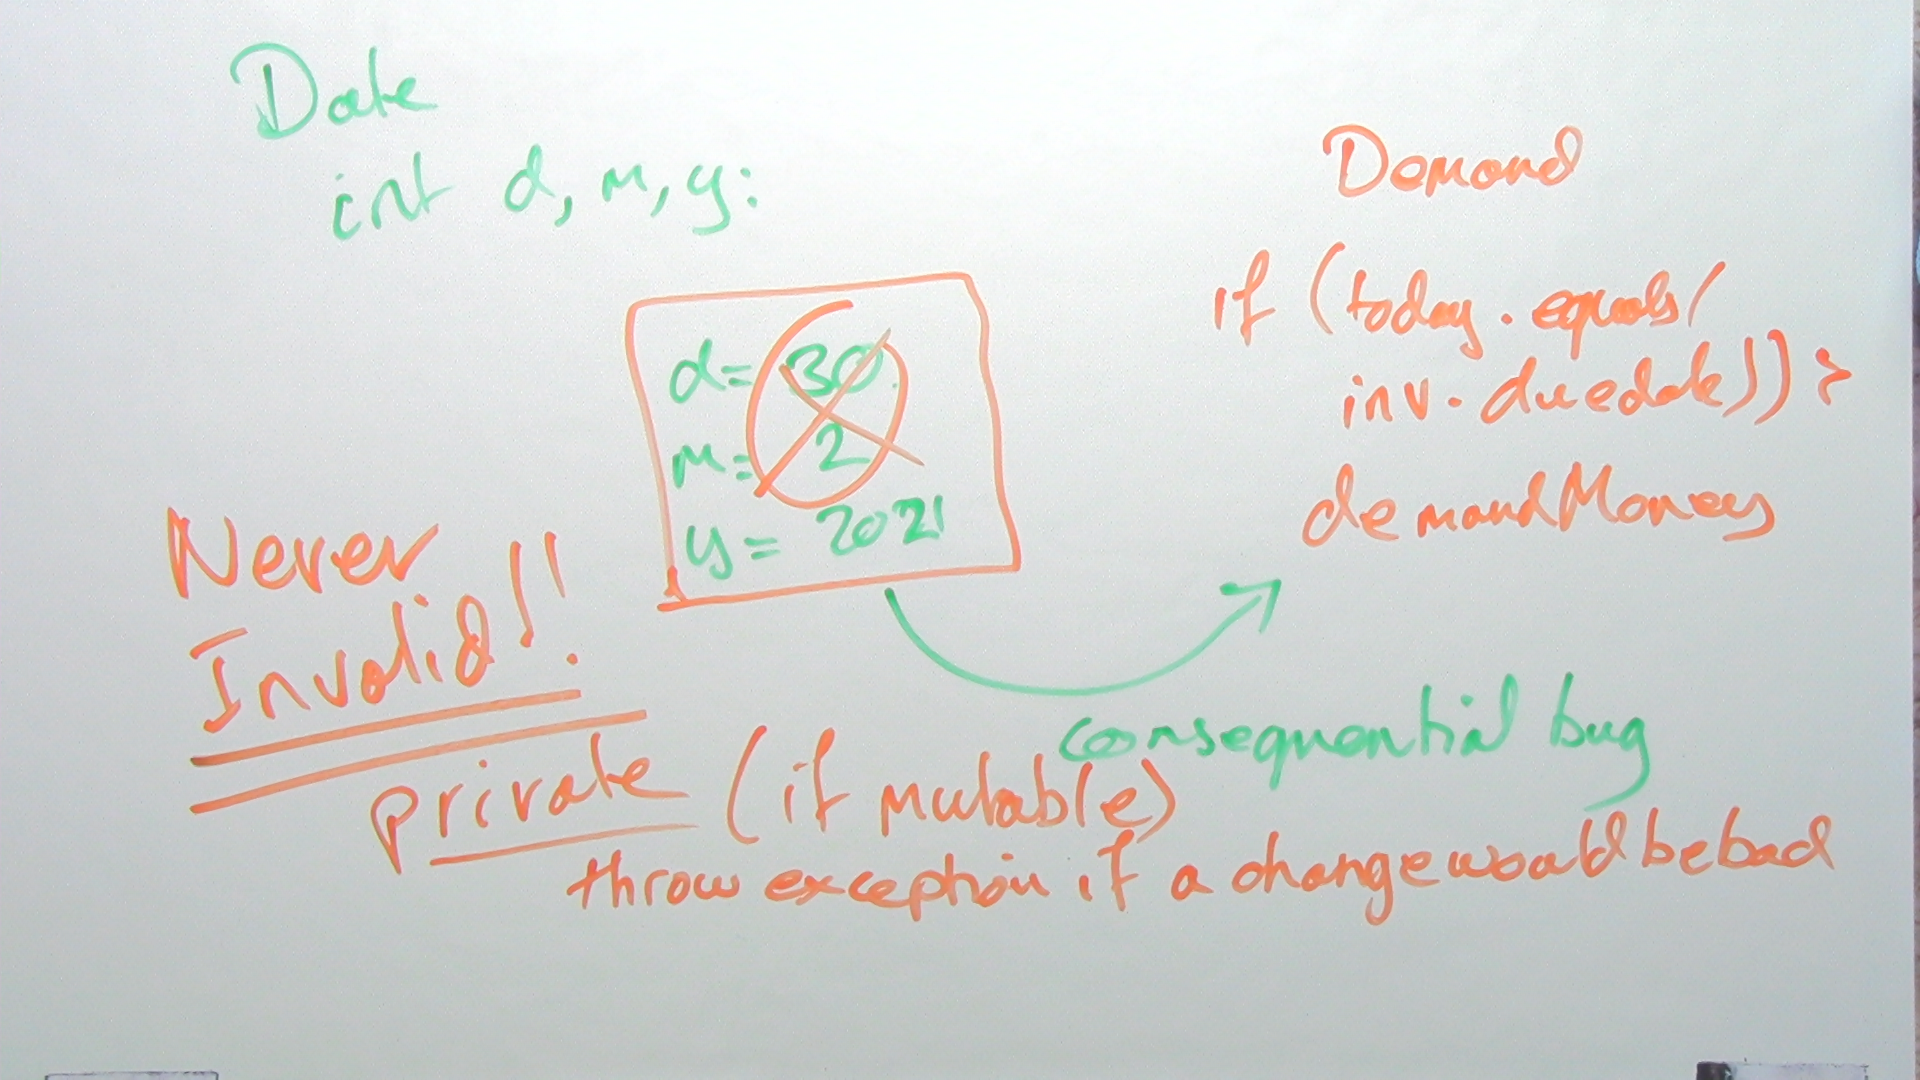 Date
int d, m, y:
d= 30
m= 2
y= 2021
Demand
if (today.equals(
inv.duedate)) {
demandMoney
consequential bug
Never
Invalid!!
private (if mutable)
throw exception if a change would be bad